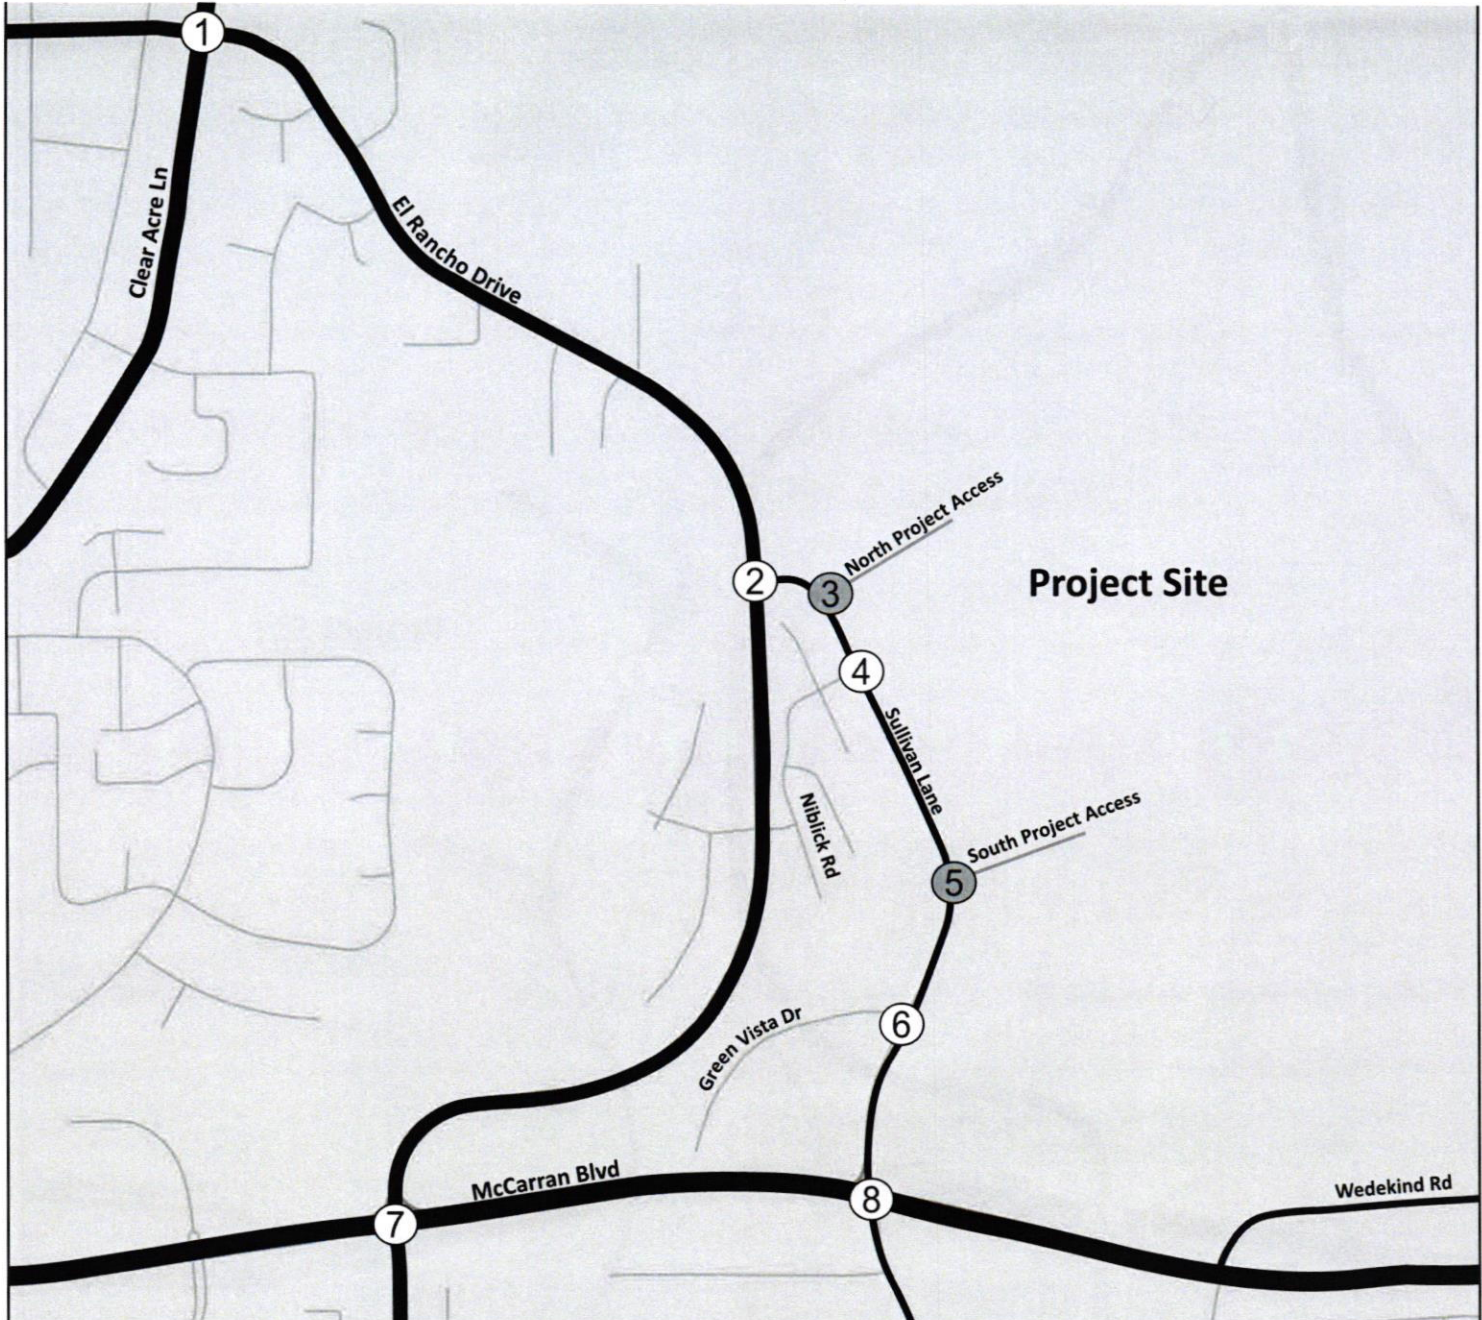 1
Clear Acre Ln
El Rancho Drive
North Project Access
2
3
Project Site
4
Sullivan Lane
Niblick Rd
South Project Access
5
Green Vista Dr
6
McCarran Blvd
7
8
Wedekind Rd